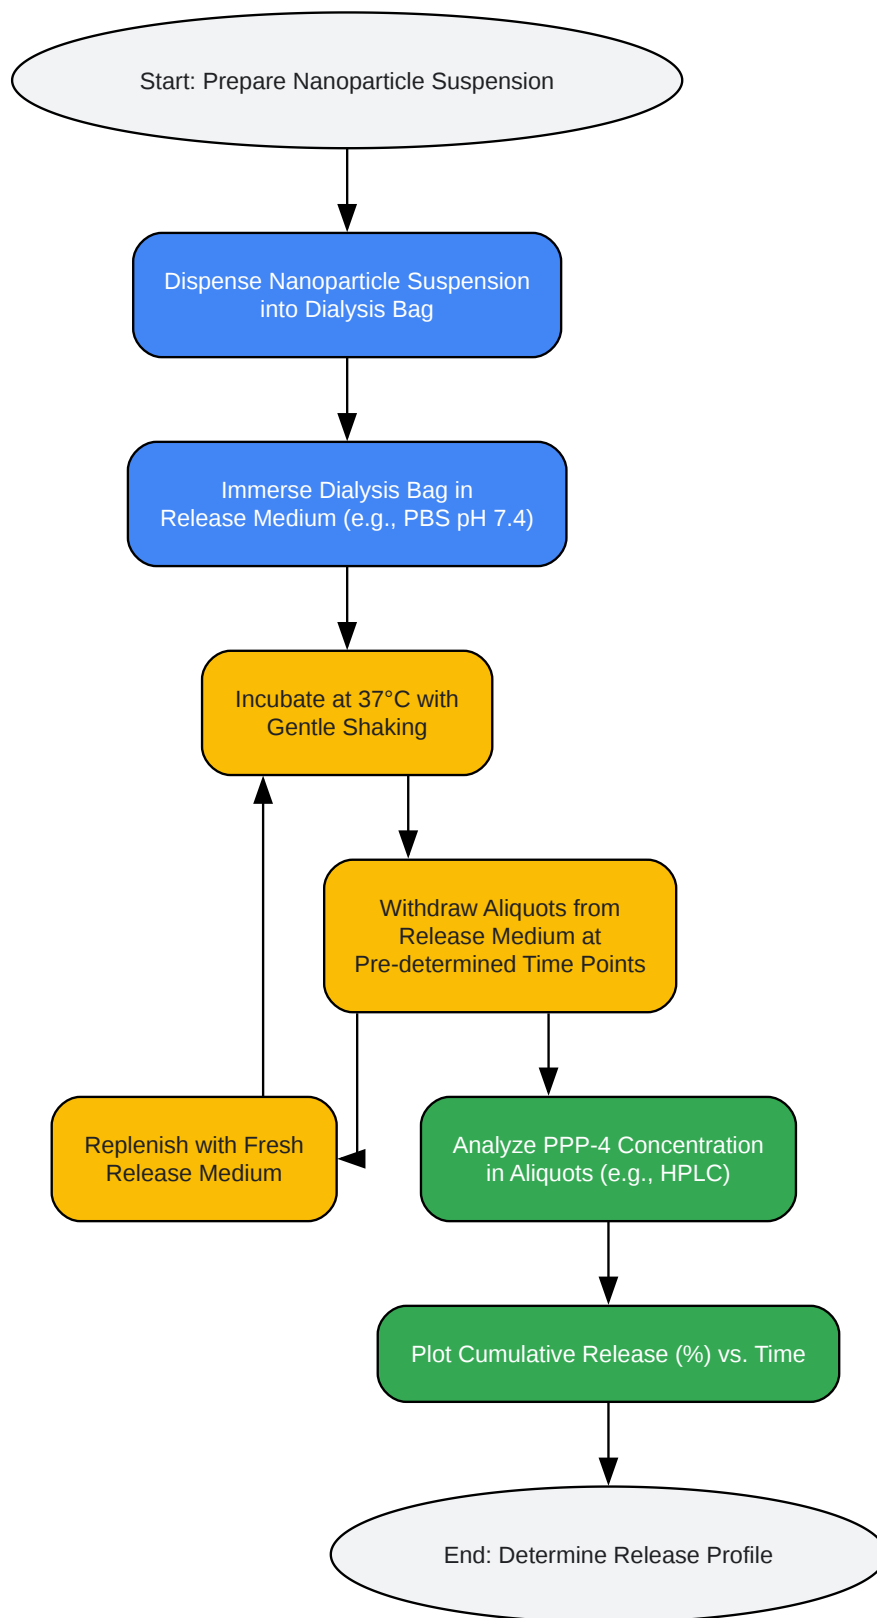 Start: Prepare Nanoparticle Suspension
Dispense Nanoparticle Suspension
into Dialysis Bag
Immerse Dialysis Bag in
Release Medium (e.g., PBS pH 7.4)
Incubate at 37°C with
Gentle Shaking
Withdraw Aliquots from
Release Medium at
Pre-determined Time Points
Replenish with Fresh
Release Medium
Analyze PPP-4 Concentration
in Aliquots (e.g., HPLC)
Plot Cumulative Release (%) vs. Time
End: Determine Release Profile